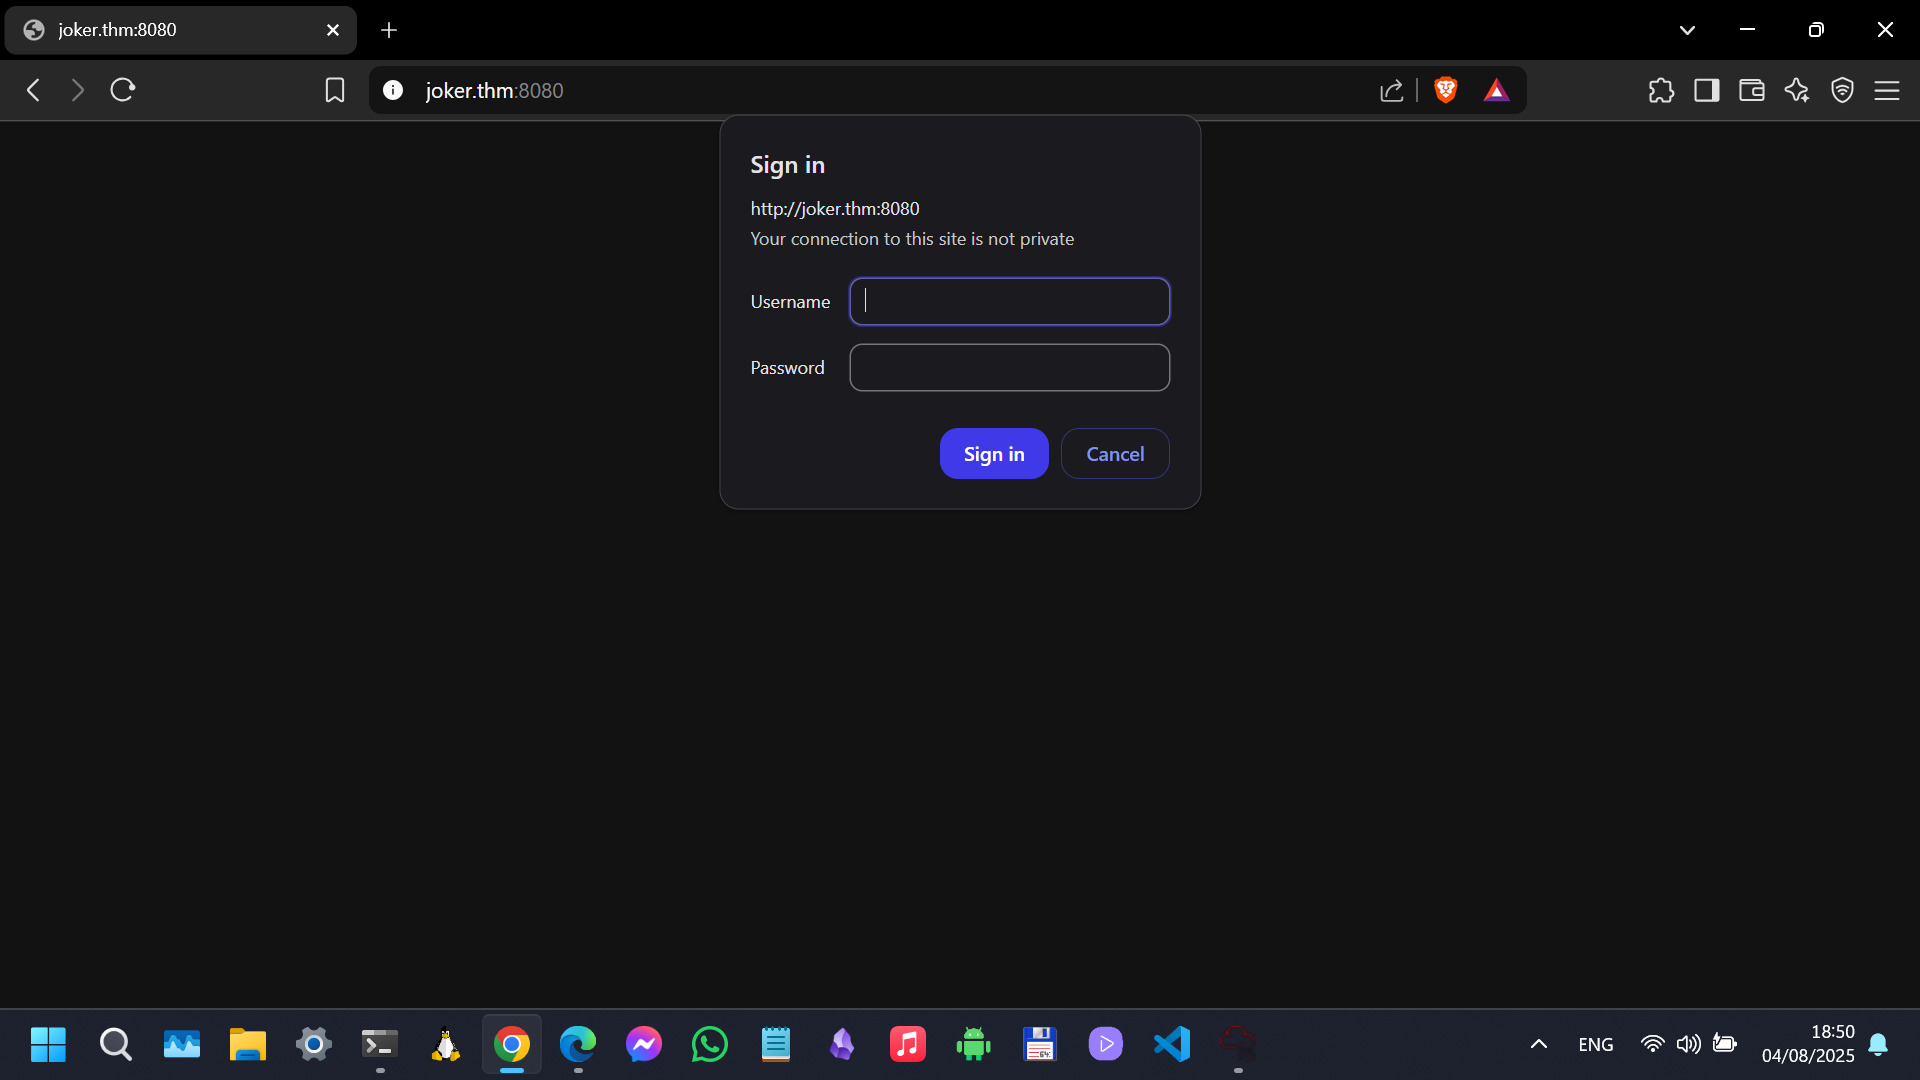 joker.thm:8080
joker.thm:8080
Sign in
http://joker.thm:8080
Your connection to this site is not private
Username
Password
Sign in
Cancel
64
ENG
18:50
04/08/2025